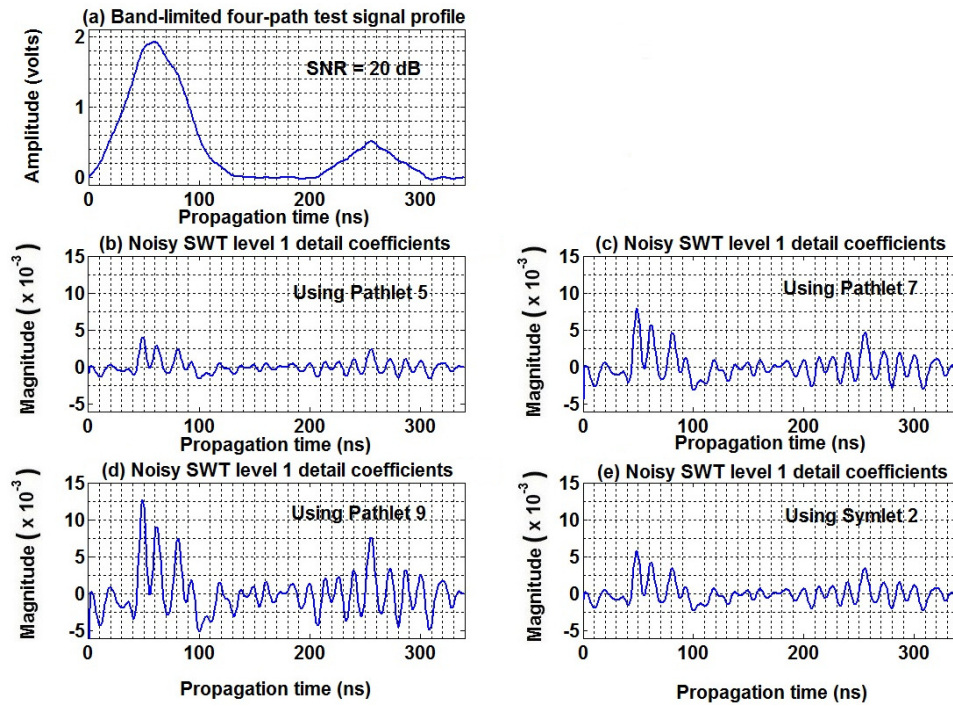 (a) Band-limited four-path test signal profile
2
1
0
Amplitude (volts)
SNR = 20 dB
0 100 200 300
Propagation time (ns)
(b) Noisy SWT level 1 detail coefficients
15
10
5
0
-5
Magnitude ( x 10⁻³ )
Using Pathlet 5
0 100 200 300
Propagation time (ns)
(c) Noisy SWT level 1 detail coefficients
15
10
5
0
-5
Magnitude ( x 10⁻³ )
Using Pathlet 7
0 100 200 300
Propagation time (ns)
(d) Noisy SWT level 1 detail coefficients
15
10
5
0
-5
Magnitude ( x 10⁻³ )
Using Pathlet 9
0 100 200 300
Propagation time (ns)
(e) Noisy SWT level 1 detail coefficients
15
10
5
0
-5
Magnitude ( x 10⁻³ )
Using Symlet 2
0 100 200 300
Propagation time (ns)